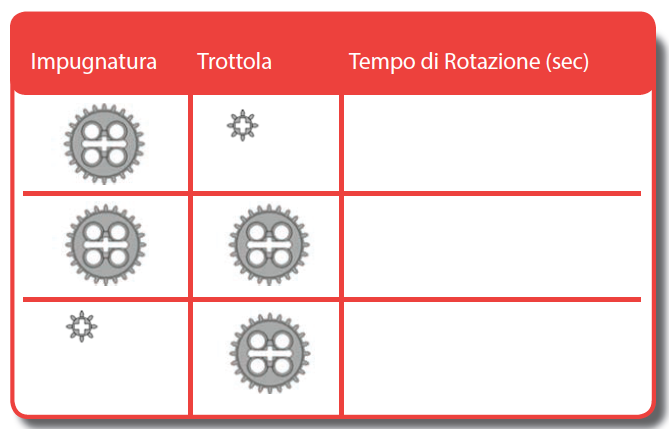 Impugnatura Trottola Tempo di Rotazione (sec)